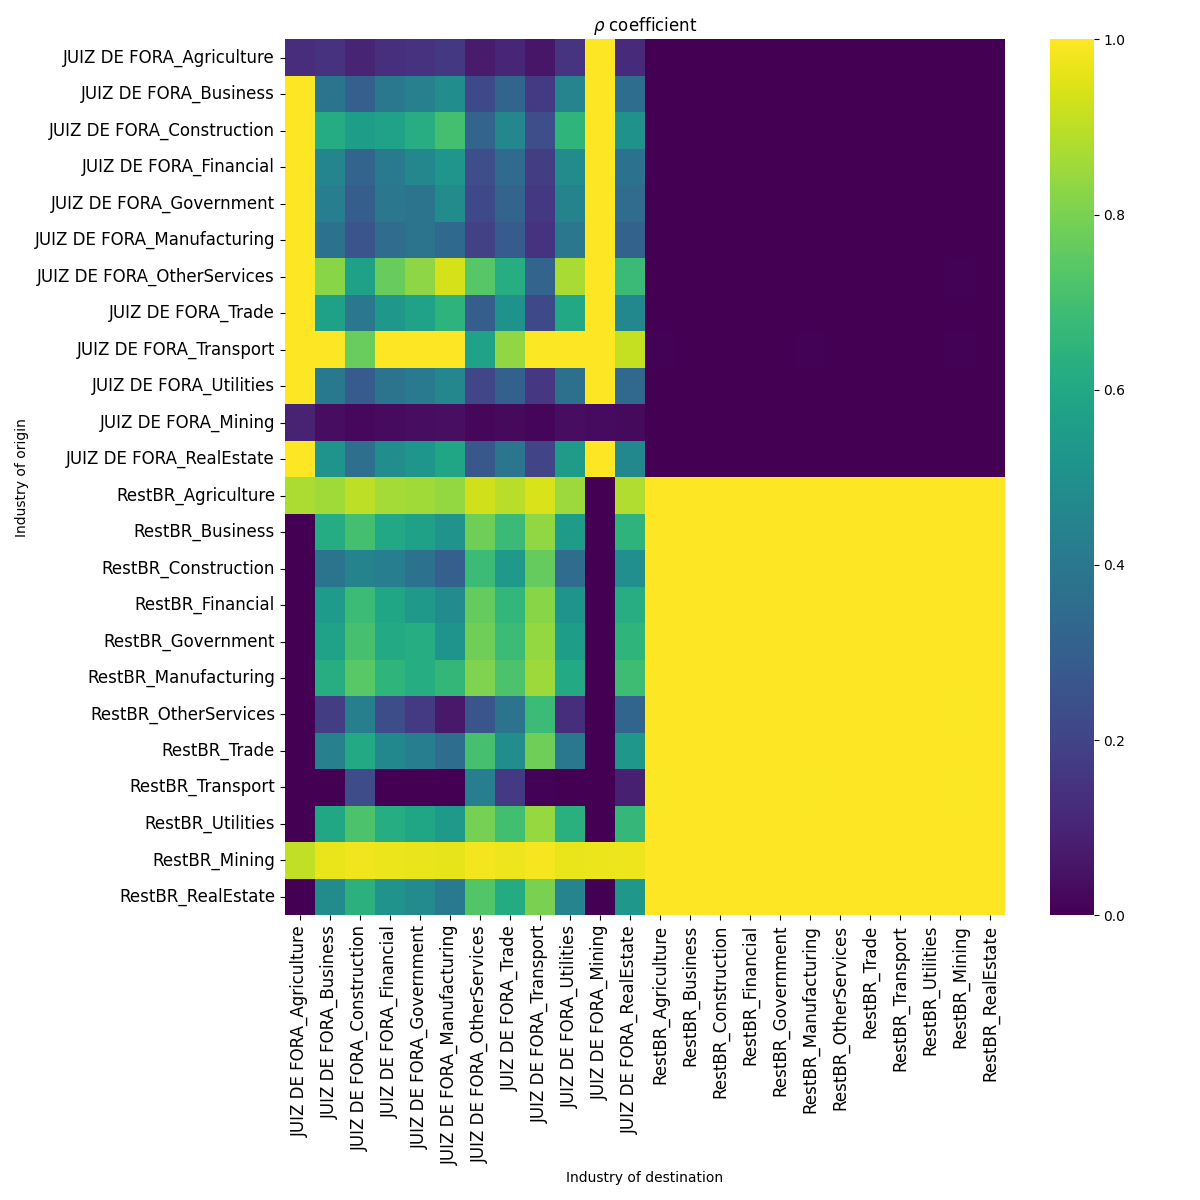 ρ coefficient
JUIZ DE FORA_Agriculture
JUIZ DE FORA_Business
JUIZ DE FORA_Construction
JUIZ DE FORA_Financial
JUIZ DE FORA_Government
JUIZ DE FORA_Manufacturing
JUIZ DE FORA_OtherServices
JUIZ DE FORA_Trade
JUIZ DE FORA_Transport
JUIZ DE FORA_Utilities
JUIZ DE FORA_Mining
JUIZ DE FORA_RealEstate
RestBR_Agriculture
RestBR_Business
RestBR_Construction
RestBR_Financial
RestBR_Government
RestBR_Manufacturing
RestBR_OtherServices
RestBR_Trade
RestBR_Transport
RestBR_Utilities
RestBR_Mining
RestBR_RealEstate
Industry of origin
JUIZ DE FORA_Agriculture
JUIZ DE FORA_Business
JUIZ DE FORA_Construction
JUIZ DE FORA_Financial
JUIZ DE FORA_Government
JUIZ DE FORA_Manufacturing
JUIZ DE FORA_OtherServices
JUIZ DE FORA_Trade
JUIZ DE FORA_Transport
JUIZ DE FORA_Utilities
JUIZ DE FORA_Mining
JUIZ DE FORA_RealEstate
RestBR_Agriculture
RestBR_Business
RestBR_Construction
RestBR_Financial
RestBR_Government
RestBR_Manufacturing
RestBR_OtherServices
RestBR_Trade
RestBR_Transport
RestBR_Utilities
RestBR_Mining
RestBR_RealEstate
Industry of destination
1.0
0.8
0.6
0.4
0.2
0.0